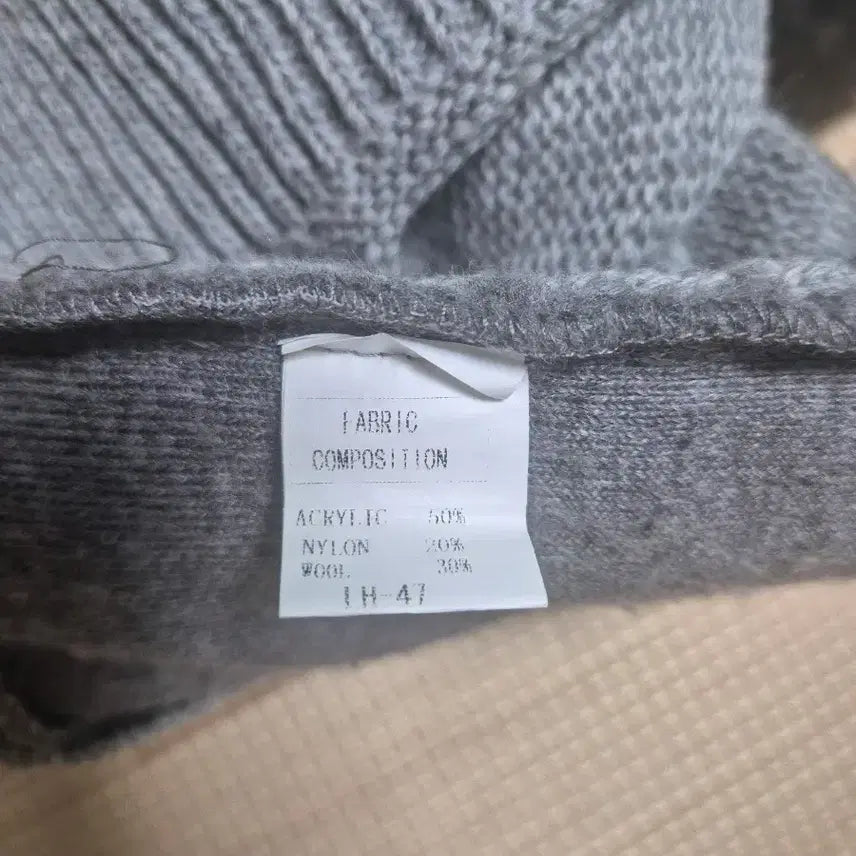 FABRIC
COMPOSITION
ACRYLIC 50%
NYLON 20%
WOOL 30%
LH-47